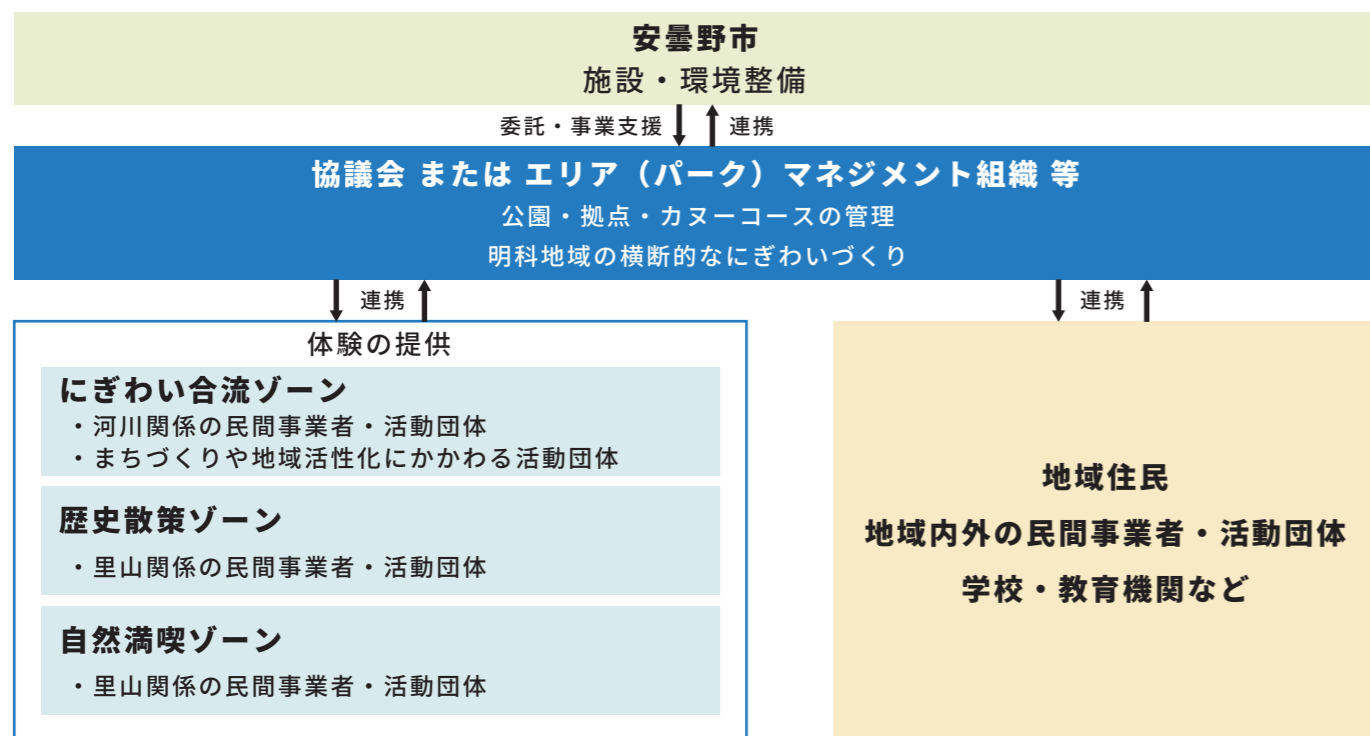 安曇野市
施設・環境整備
委託・事業支援
連携
協議会 または エリア（パーク）マネジメント組織 等
公園・拠点・カヌーコースの管理
明科地域の横断的なにぎわいづくり
連携
連携
体験の提供
にぎわい合流ゾーン
・河川関係の民間事業者・活動団体
・まちづくりや地域活性化にかかわる活動団体
歴史散策ゾーン
・里山関係の民間事業者・活動団体
自然満喫ゾーン
・里山関係の民間事業者・活動団体
地域住民
地域内外の民間事業者・活動団体
学校・教育機関など